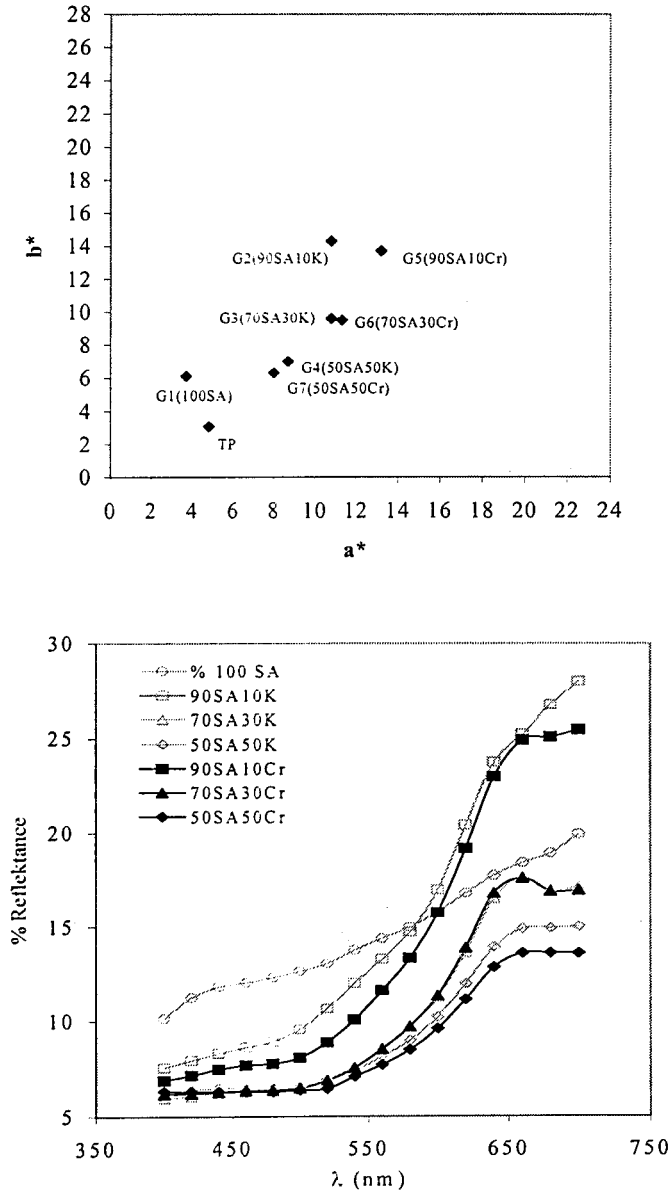 28
26
24
22
20
18
16
14
12
10
8
6
4
2
0
b*
G2(90SA10K)
G5(90SA10Cr)
G3(70SA30K)
G6(70SA30Cr)
G4(50SA50K)
G1(100SA)
G7(50SA50Cr)
TP
0 2 4 6 8 10 12 14 16 18 20 22 24
a*
30
25
20
15
10
5
% Reflektance
% 100 SA
90SA10K
70SA30K
50SA50K
90SA10Cr
70SA30Cr
50SA50Cr
350 450 550 650 750
λ (nm)